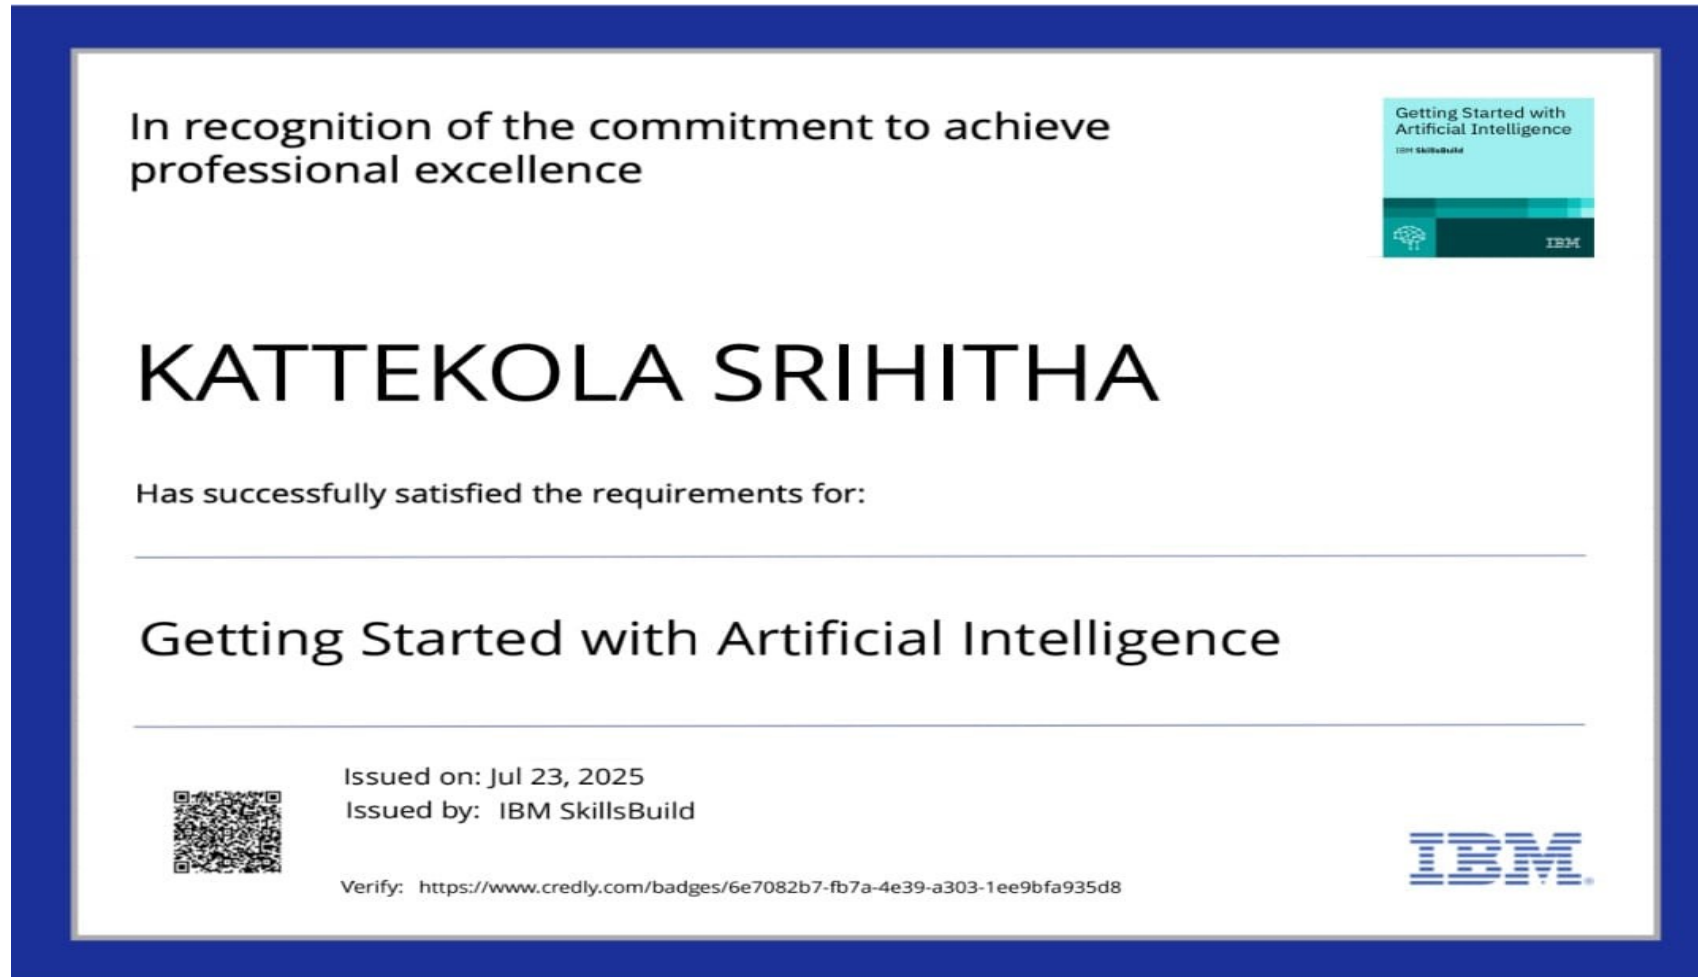 In recognition of the commitment to achieve
professional excellence
Getting Started with
Artificial Intelligence
IBM SkillsBuild
IBM
KATTEKOLA SRIHITHA
Has successfully satisfied the requirements for:
Getting Started with Artificial Intelligence
Issued on: Jul 23, 2025
Issued by: IBM SkillsBuild
Verify: https://www.credly.com/badges/6e7082b7-fb7a-4e39-a303-1ee9bfa935d8
IBM®